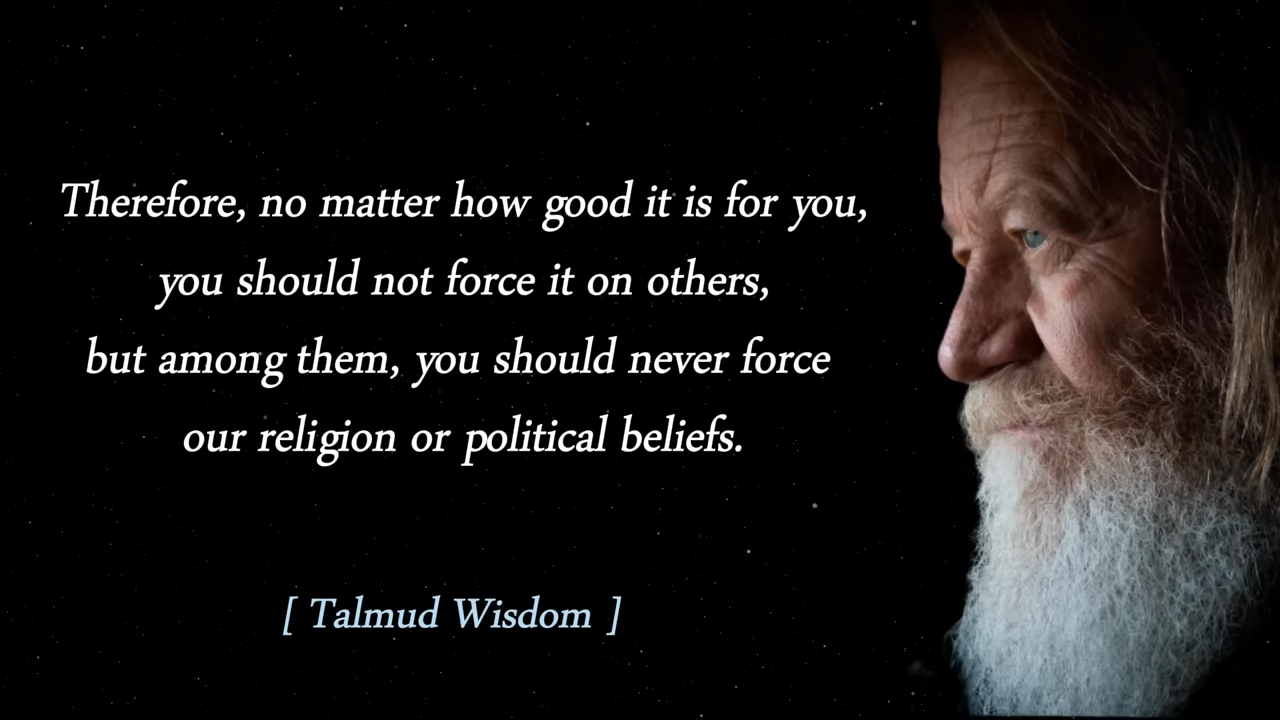 Therefore, no matter how good it is for you,
you should not force it on others,
but among them, you should never force
our religion or political beliefs.
[ Talmud Wisdom ]